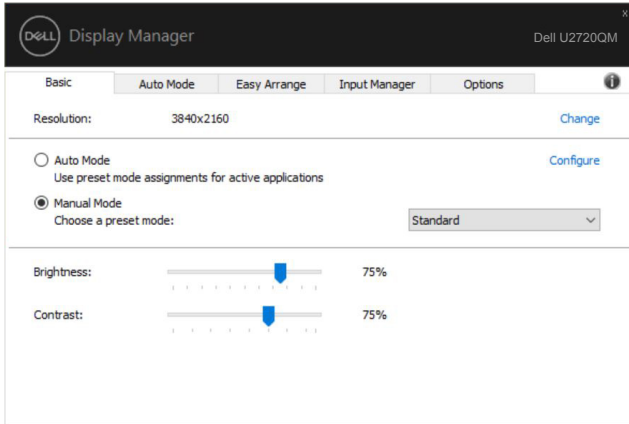 DELL Display Manager
x
Dell U2720QM
Basic Auto Mode Easy Arrange Input Manager Options i
Resolution: 3840x2160 Change
Auto Mode Configure
Use preset mode assignments for active applications
Manual Mode
Choose a preset mode: Standard
Brightness: 75%
Contrast: 75%